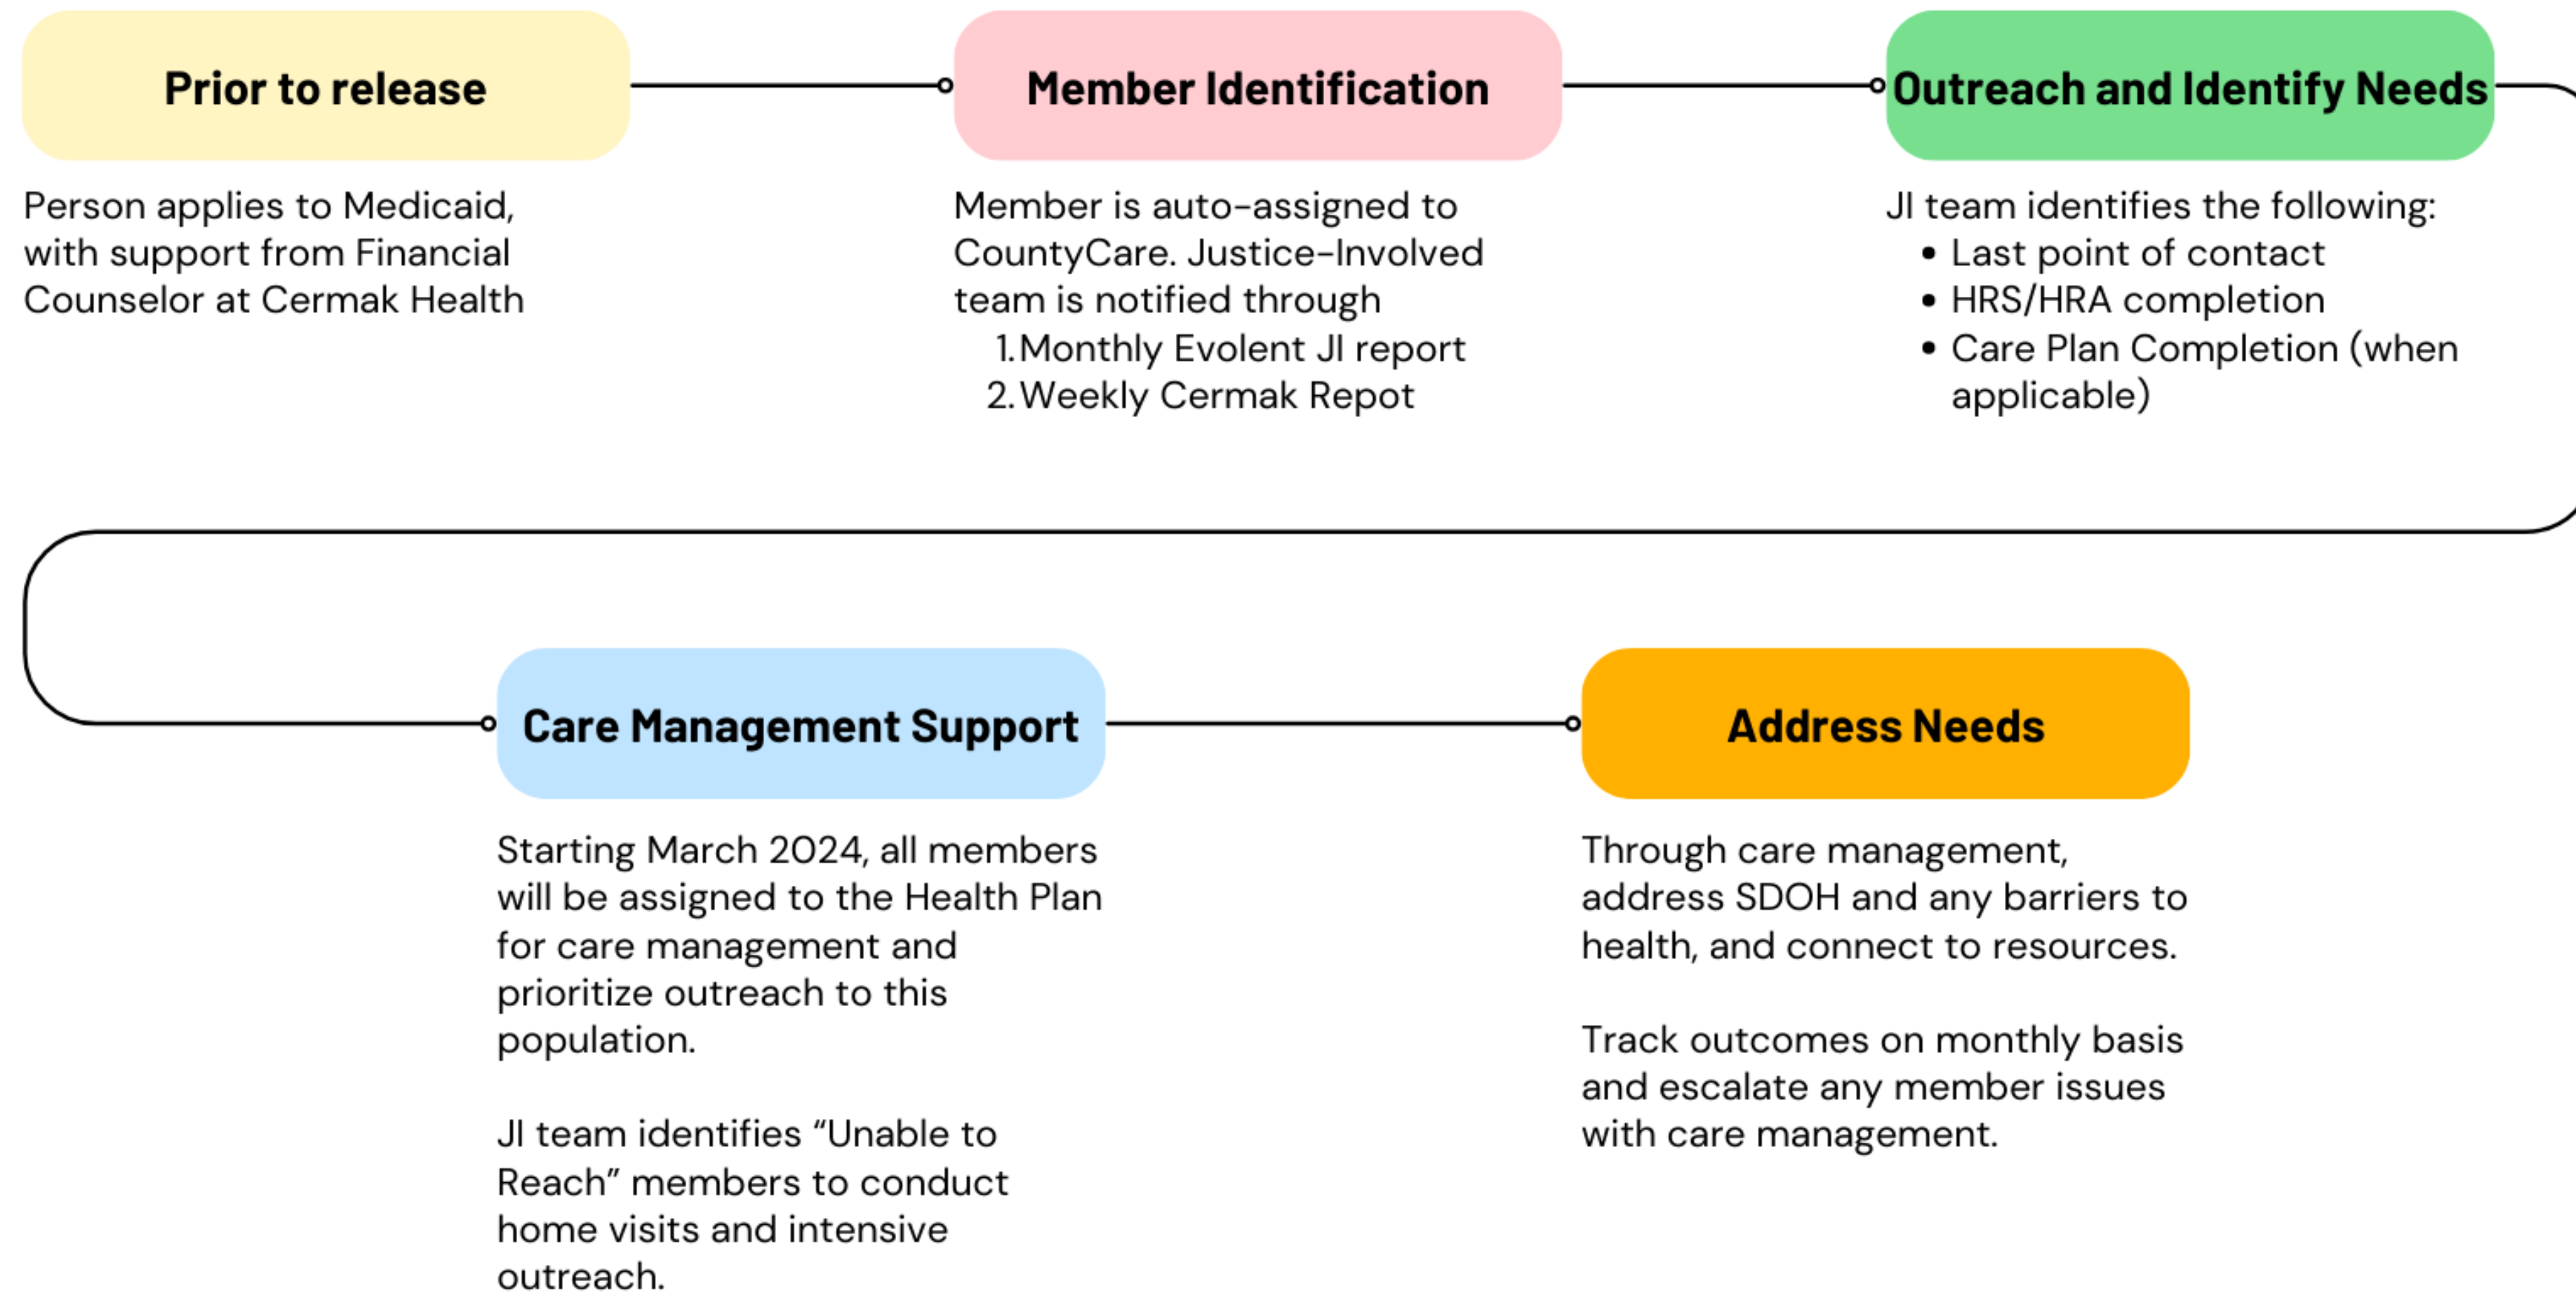 Prior to release
Person applies to Medicaid,
with support from Financial
Counselor at Cermak Health
Member Identification
Member is auto-assigned to
CountyCare. Justice-Involved
team is notified through
1. Monthly Evolent JI report
2. Weekly Cermak Repot
Outreach and Identify Needs
JI team identifies the following:
• Last point of contact
• HRS/HRA completion
• Care Plan Completion (when
applicable)
Care Management Support
Starting March 2024, all members
will be assigned to the Health Plan
for care management and
prioritize outreach to this
population.
JI team identifies “Unable to
Reach” members to conduct
home visits and intensive
outreach.
Address Needs
Through care management,
address SDOH and any barriers to
health, and connect to resources.
Track outcomes on monthly basis
and escalate any member issues
with care management.